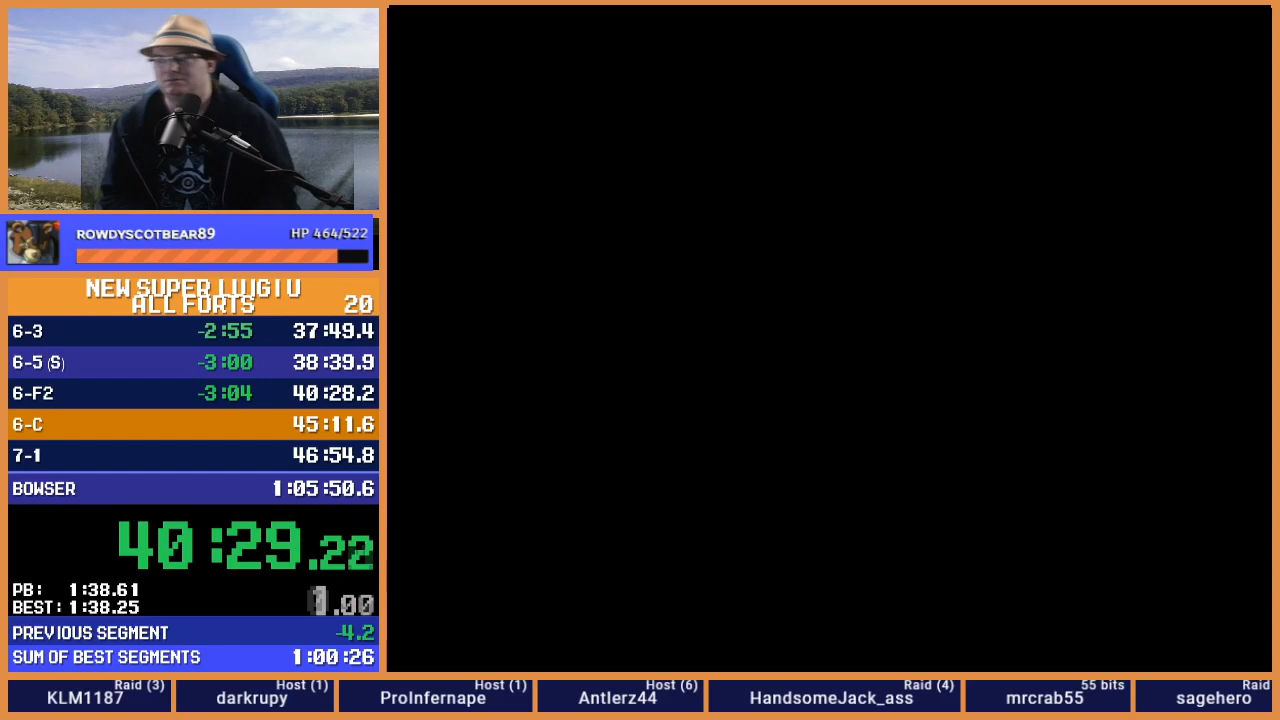 ROWDYSCOTBEAR89 HP 464/522
NEW SUPER LUIGI U
ALL FORTS 20
6-3 -2:55 37:49.4
6-5 (S) -3:00 38:39.9
6-F2 -3:04 40:28.2
6-C 45:11.6
7-1 46:54.8
BOWSER 1:05:50.6
40:29.22
PB: 1:38.61
BEST: 1:38.25 1.00
PREVIOUS SEGMENT -4.2
SUM OF BEST SEGMENTS 1:00:26
Raid (3) Host (1) Host (1) Host (6) Raid (4) 55 bits Raid
KLM1187 darkrupy ProInfernape Antlerz44 HandsomeJack_ass mrcrab55 sagehero